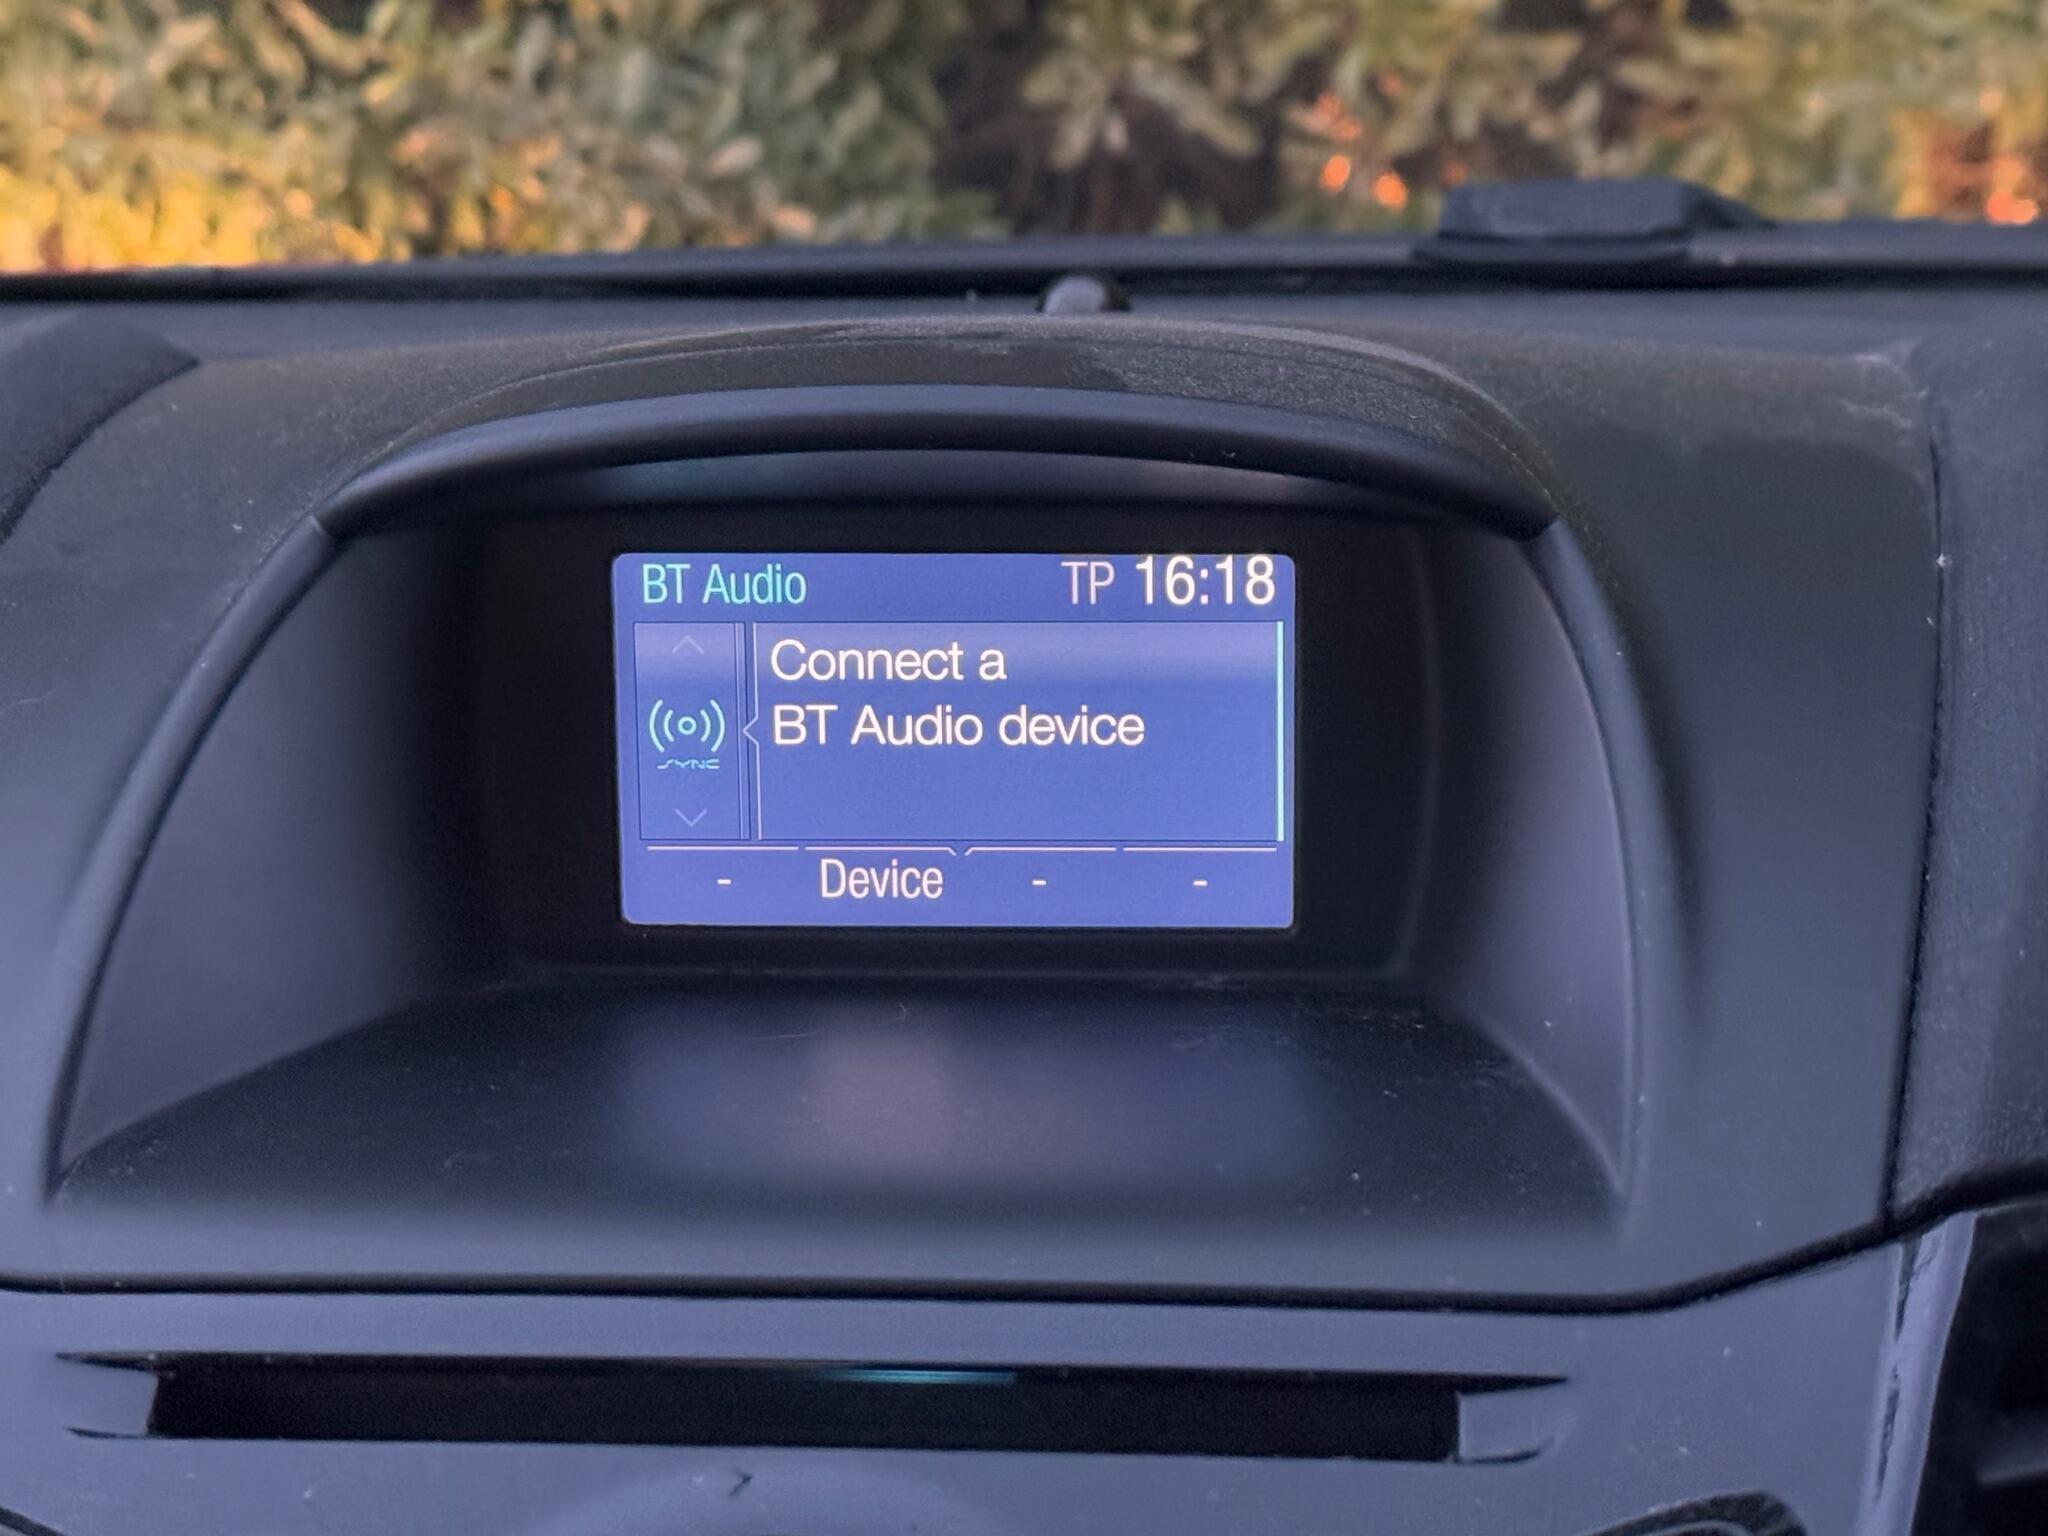 BT Audio TP 16:18
Connect a
BT Audio device
SYNC
- Device - -